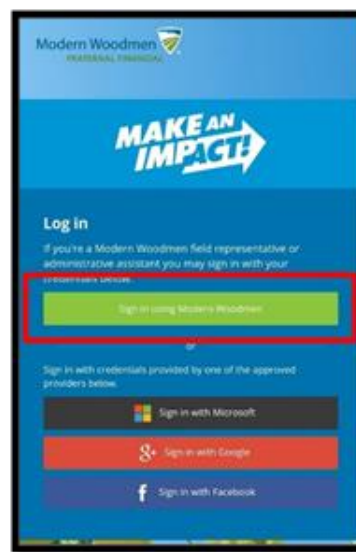 Modern Woodmen
FRATERNAL FINANCIAL
MAKE AN
IMPACT!
Log in
If you're a Modern Woodmen field representative or
administrative assistant you may sign in with your
credentials below.
Sign in using Modern Woodmen
or
Sign in with credentials provided by one of the approved
providers below.
Sign in with Microsoft
g+ Sign in with Google
f Sign in with Facebook